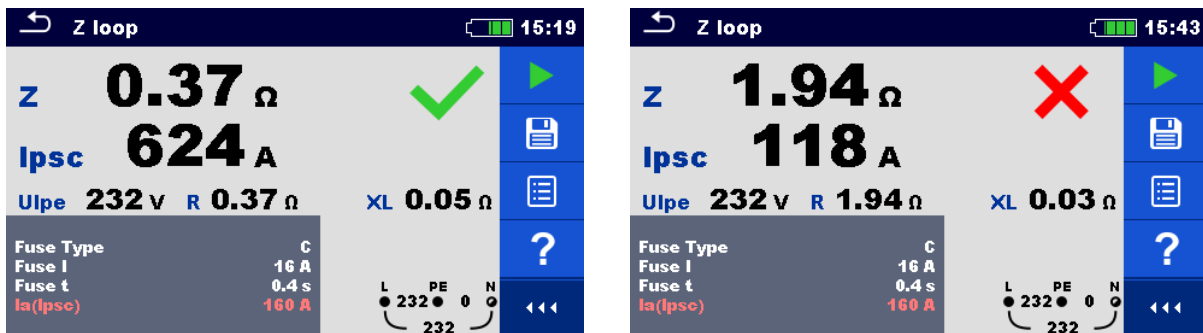 Z loop 15:19
Z 0.37 Ω
Ipsc 624 A
Ulpe 232 V R 0.37 Ω XL 0.05 Ω
Fuse Type C
Fuse I 16 A
Fuse t 0.4 s
Ia(Ipsc) 160 A
L PE N
232 0
232
?
Z loop 15:43
Z 1.94 Ω
Ipsc 118 A
Ulpe 232 V R 1.94 Ω XL 0.03 Ω
Fuse Type C
Fuse I 16 A
Fuse t 0.4 s
Ia(Ipsc) 160 A
L PE N
232 0
232
?